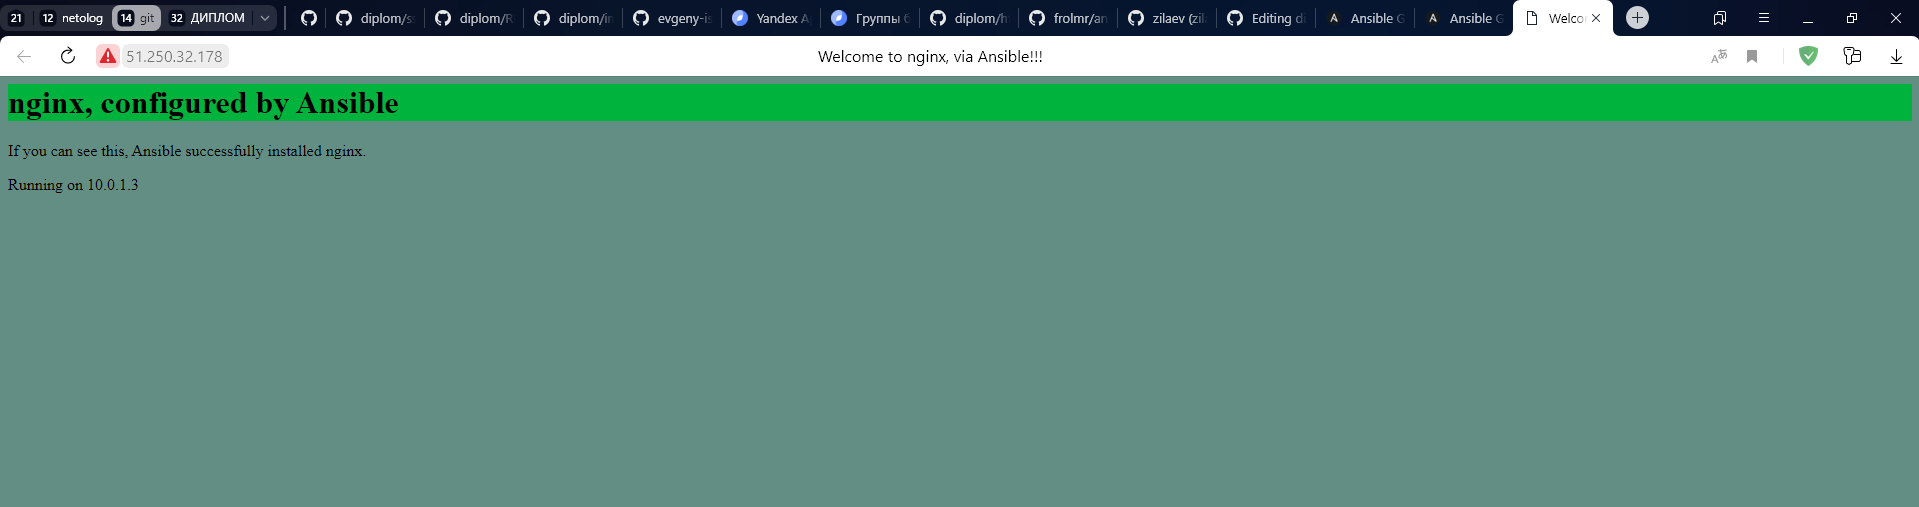 21 12 netolog 14 git 32 ДИПЛОМ diplom/s diplom/R diplom/in evgeny-is Yandex A Группы б diplom/h frolmr/an zilaev (zil Editing di Ansible G Ansible G Welco
51.250.32.178 Welcome to nginx, via Ansible!!!
nginx, configured by Ansible
If you can see this, Ansible successfully installed nginx.
Running on 10.0.1.3